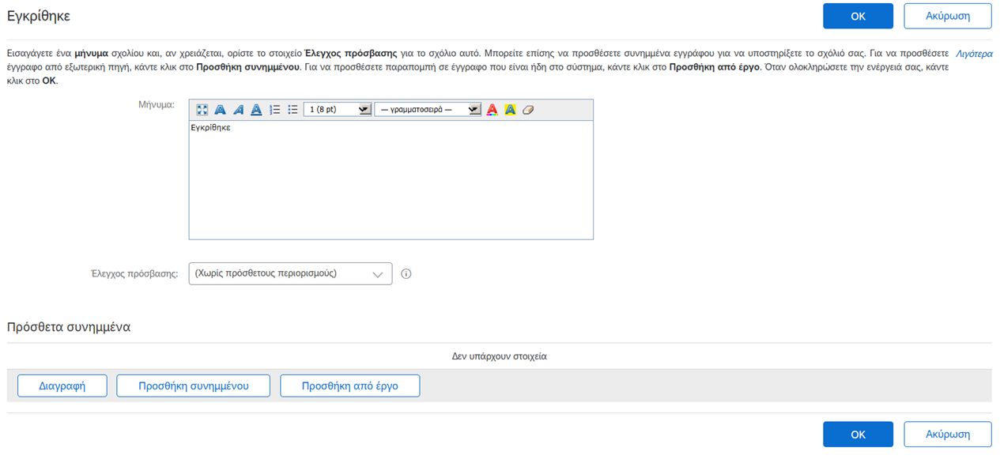 Εγκρίθηκε
OK
Ακύρωση
Εισαγάγετε ένα μήνυμα σχολίου και, αν χρειάζεται, ορίστε το στοιχείο Έλεγχος πρόσβασης για το σχόλιο αυτό. Μπορείτε επίσης να προσθέσετε συνημμένα εγγράφου για να υποστηρίξετε το σχόλιό σας. Για να προσθέσετε
Λιγότερα
έγγραφο από εξωτερική πηγή, κάντε κλικ στο Προσθήκη συνημμένου. Για να προσθέσετε παραπομπή σε έγγραφο που είναι ήδη στο σύστημα, κάντε κλικ στο Προσθήκη από έργο. Όταν ολοκληρώσετε την ενέργειά σας, κάντε
κλικ στο OK.
Μήνυμα:
1 (8 pt)
— γραμματοσειρά —
Εγκρίθηκε
Έλεγχος πρόσβασης:
(Χωρίς πρόσθετους περιορισμούς)
Πρόσθετα συνημμένα
Δεν υπάρχουν στοιχεία
Διαγραφή
Προσθήκη συνημμένου
Προσθήκη από έργο
OK
Ακύρωση